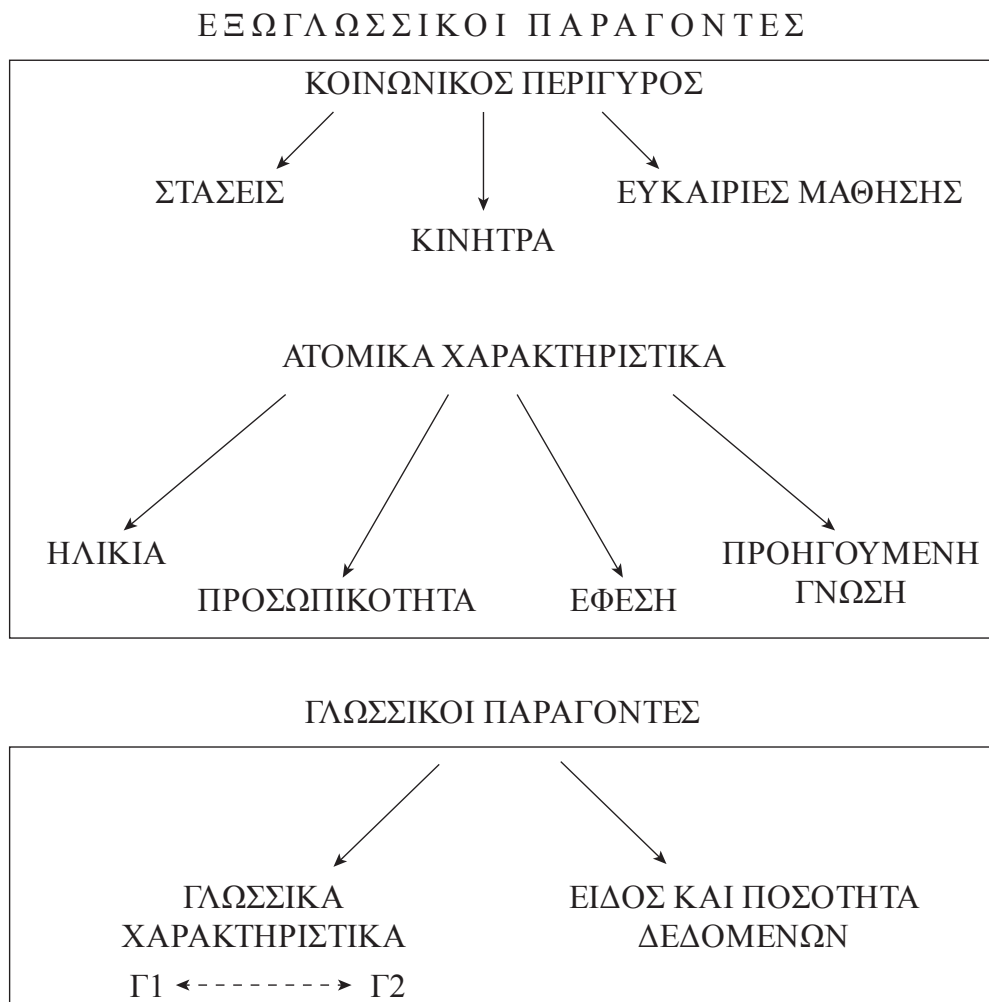 ΕΞΩΓΛΩΣΣΙΚΟΙ ΠΑΡΑΓΟΝΤΕΣ
ΚΟΙΝΩΝΙΚΟΣ ΠΕΡΙΓΥΡΟΣ
ΣΤΑΣΕΙΣ
ΕΥΚΑΙΡΙΕΣ ΜΑΘΗΣΗΣ
ΚΙΝΗΤΡΑ
ΑΤΟΜΙΚΑ ΧΑΡΑΚΤΗΡΙΣΤΙΚΑ
ΗΛΙΚΙΑ
ΠΡΟΣΩΠΙΚΟΤΗΤΑ
ΕΦΕΣΗ
ΠΡΟΗΓΟΥΜΕΝΗ
ΓΝΩΣΗ
ΓΛΩΣΣΙΚΟΙ ΠΑΡΑΓΟΝΤΕΣ
ΓΛΩΣΣΙΚΑ
ΧΑΡΑΚΤΗΡΙΣΤΙΚΑ
Γ1 Γ2
ΕΙΔΟΣ ΚΑΙ ΠΟΣΟΤΗΤΑ
ΔΕΔΟΜΕΝΩΝ